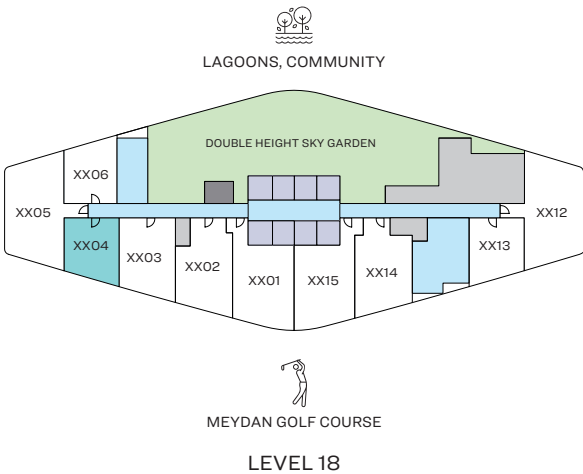 LAGOONS, COMMUNITY
DOUBLE HEIGHT SKY GARDEN
XX06
XX05
XX12
XX04
XX03
XX02
XX01
XX15
XX14
XX13
MEYDAN GOLF COURSE
LEVEL 18